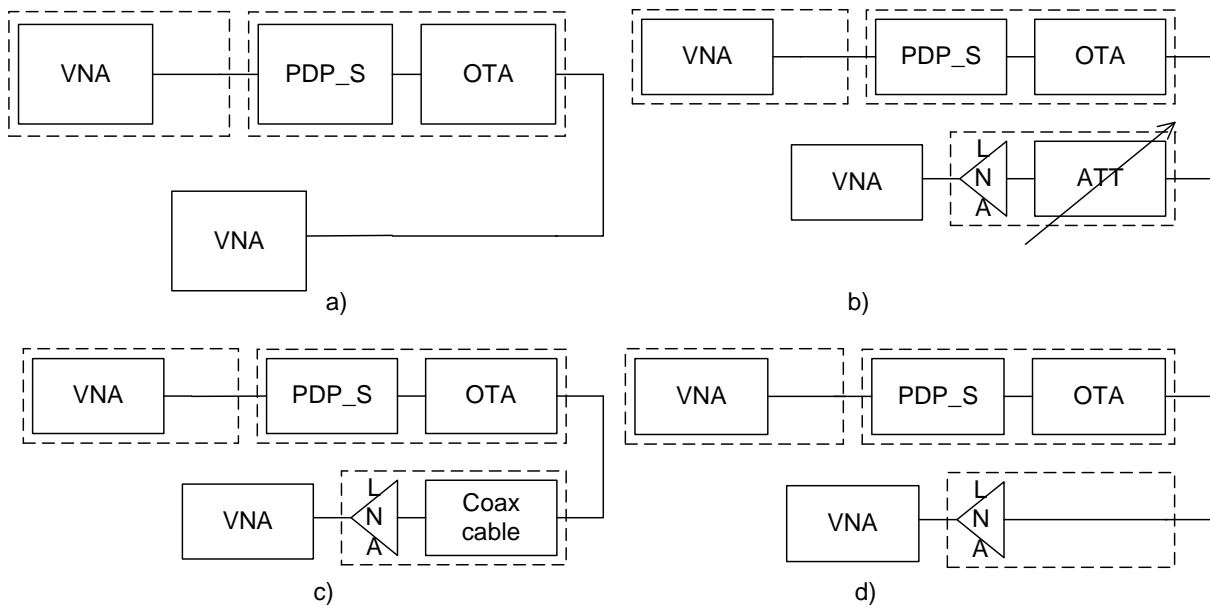 VNA
PDP_S
OTA
VNA
a)
VNA
PDP_S
OTA
VNA
L
N
A
ATT
b)
VNA
PDP_S
OTA
VNA
L
N
A
Coax
cable
c)
VNA
PDP_S
OTA
VNA
L
N
A
d)